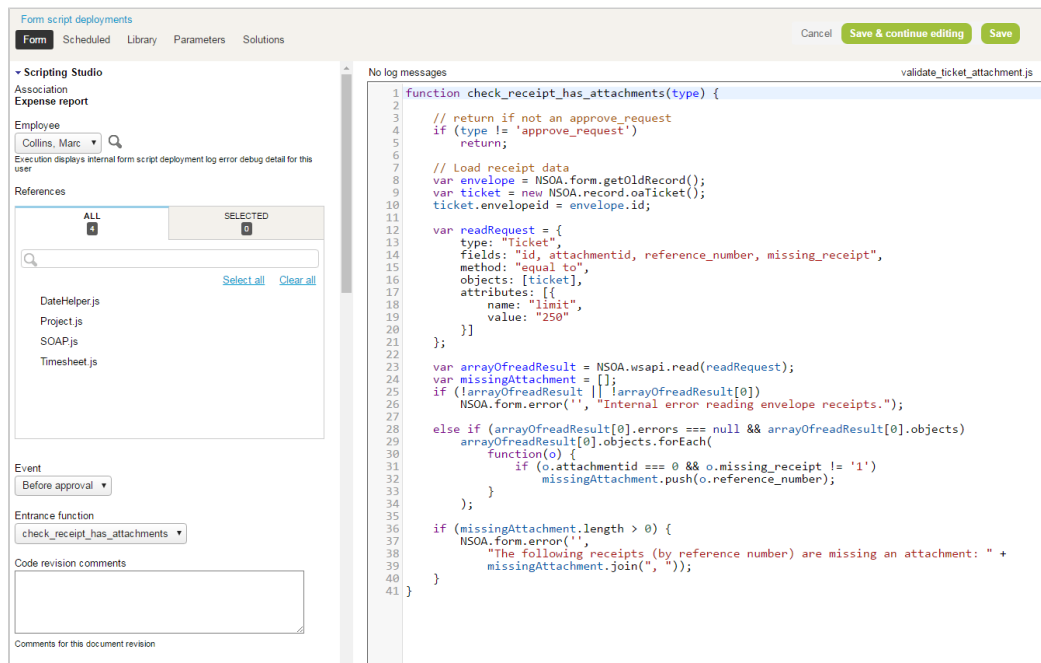 Form script deployments
Form Scheduled Library Parameters Solutions
Cancel Save & continue editing Save
Scripting Studio
Association
Expense report
Employee
Collins, Marc
Execution displays internal form script deployment log error debug detail for this
user
References
ALL
4
SELECTED
0
Select all Clear all
DateHelper.js
Project.js
SOAP.js
Timesheet.js
Event
Before approval
Entrance function
check_receipt_has_attachments
Code revision comments
Comments for this document revision
No log messages validate_ticket_attachment.js
1 function check_receipt_has_attachments(type) {
2
3 // return if not an approve_request
4 if (type != 'approve_request')
5 return;
6
7 // Load receipt data
8 var envelope = NSOA.form.getOldRecord();
9 var ticket = new NSOA.record.oaTicket();
10 ticket.envelopeid = envelope.id;
11
12 var readRequest = {
13 type: "Ticket",
14 fields: "id, attachmentid, reference_number, missing_receipt",
15 method: "equal to",
16 objects: [ticket],
17 attributes: [{
18 name: "limit",
19 value: "250"
20 }]
21 };
22
23 var arrayOfreadResult = NSOA.wsapi.read(readRequest);
24 var missingAttachment = [];
25 if (!arrayOfreadResult || !arrayOfreadResult[0])
26 NSOA.form.error('', "Internal error reading envelope receipts.");
27
28 else if (arrayOfreadResult[0].errors === null && arrayOfreadResult[0].objects)
29 arrayOfreadResult[0].objects.forEach(
30 function(o) {
31 if (o.attachmentid === 0 && o.missing_receipt != '1')
32 missingAttachment.push(o.reference_number);
33 }
34 );
35
36 if (missingAttachment.length > 0) {
37 NSOA.form.error('',
38 "The following receipts (by reference number) are missing an attachment: " +
39 missingAttachment.join(", "));
40 }
41 }